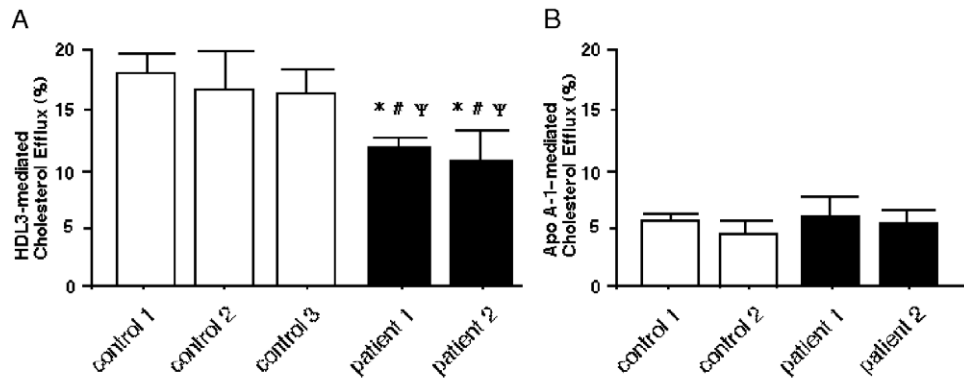 A
HDL3-mediated
Cholesterol Efflux (%)
20
15
10
5
0
* # Ψ
* # Ψ
control 1
control 2
control 3
patient 1
patient 2
B
Apo A-1-mediated
Cholesterol Efflux (%)
20
15
10
5
0
control 1
control 2
patient 1
patient 2